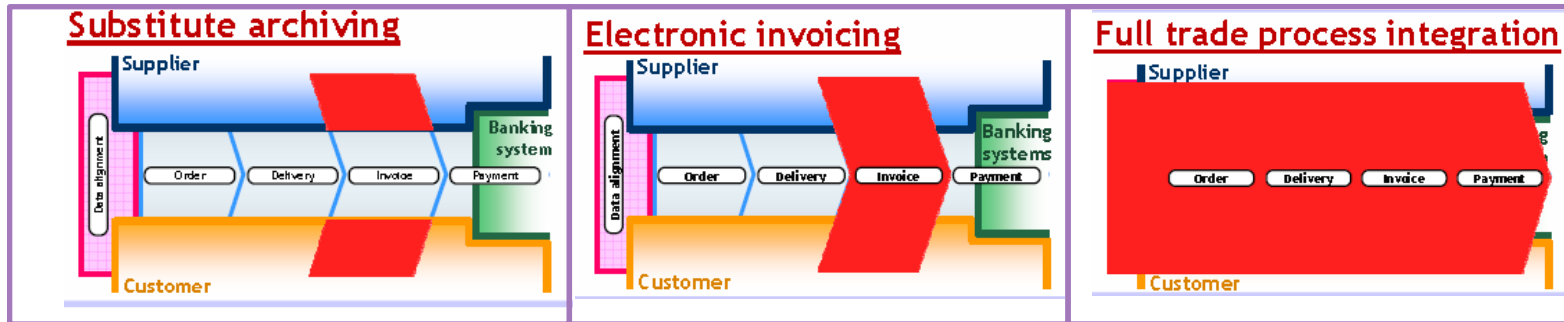 Substitute archiving
Supplier
Data alignment
Order
Delivery
Invoice
Payment
Banking
system
Customer
Electronic invoicing
Supplier
Data alignment
Order
Delivery
Invoice
Payment
Banking
systems
Customer
Full trade process integration
Supplier
Order
Delivery
Invoice
Payment
Customer